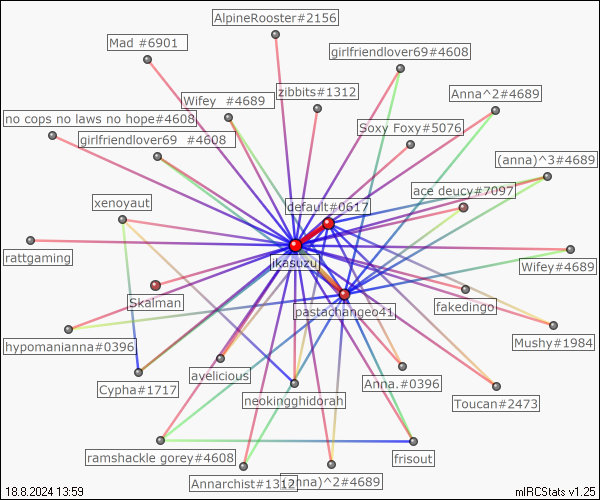 AlpineRooster#2156
Mad #6901
girlfriendlover69#4608
zibbits#1312
Anna^2#4689
Wifey  #4689
no cops no laws no hope#4608
Soxy Foxy#5076
girlfriendlover69  #4608
(anna)^3#4689
ace deucy#7097
xenoyaut
default#0617
rattgaming
ikasuzu
Wifey#4689
Skalman
fakedingo
pastachangeo41
hypomanianna#0396
Mushy#1984
avelicious
Cypha#1717
Anna.#0396
neokingghidorah
Toucan#2473
ramshackle gorey#4608
frisout
Annarchist#1312
nna)^2#4689
18.8.2024 13:59
mIRCStats v1.25